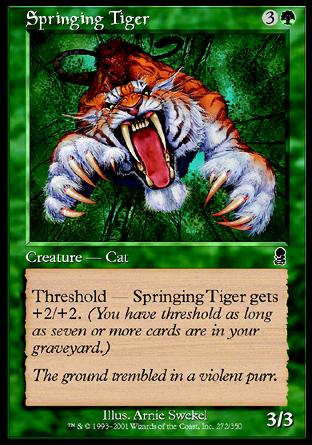 Springing Tiger 3
Creature — Cat
Threshold — Springing Tiger gets
+2/+2. (You have threshold as long
as seven or more cards are in your
graveyard.)
The ground trembled in a violent purr.
Illus. Arnie Swekel
™ & © 1993–2001 Wizards of the Coast, Inc. 272/350
3/3